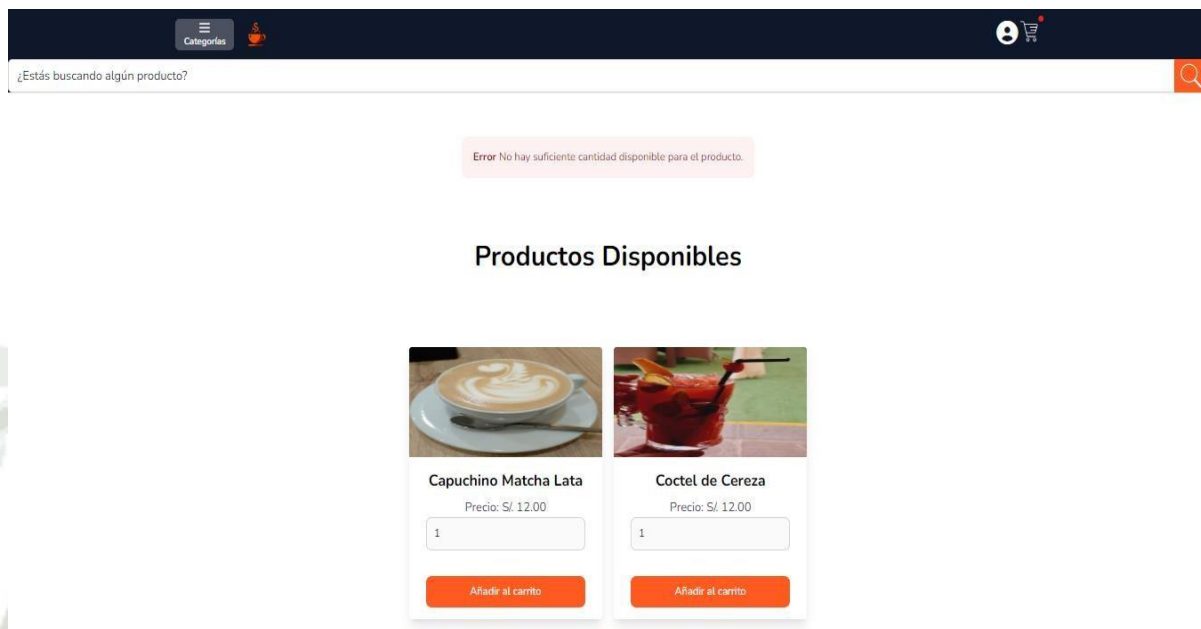 Categorías
¿Estás buscando algún producto?
Error No hay suficiente cantidad disponible para el producto.
Productos Disponibles
Capuchino Matcha Lata
Precio: S/. 12.00
1
Añadir al carrito
Coctel de Cereza
Precio: S/. 12.00
1
Añadir al carrito